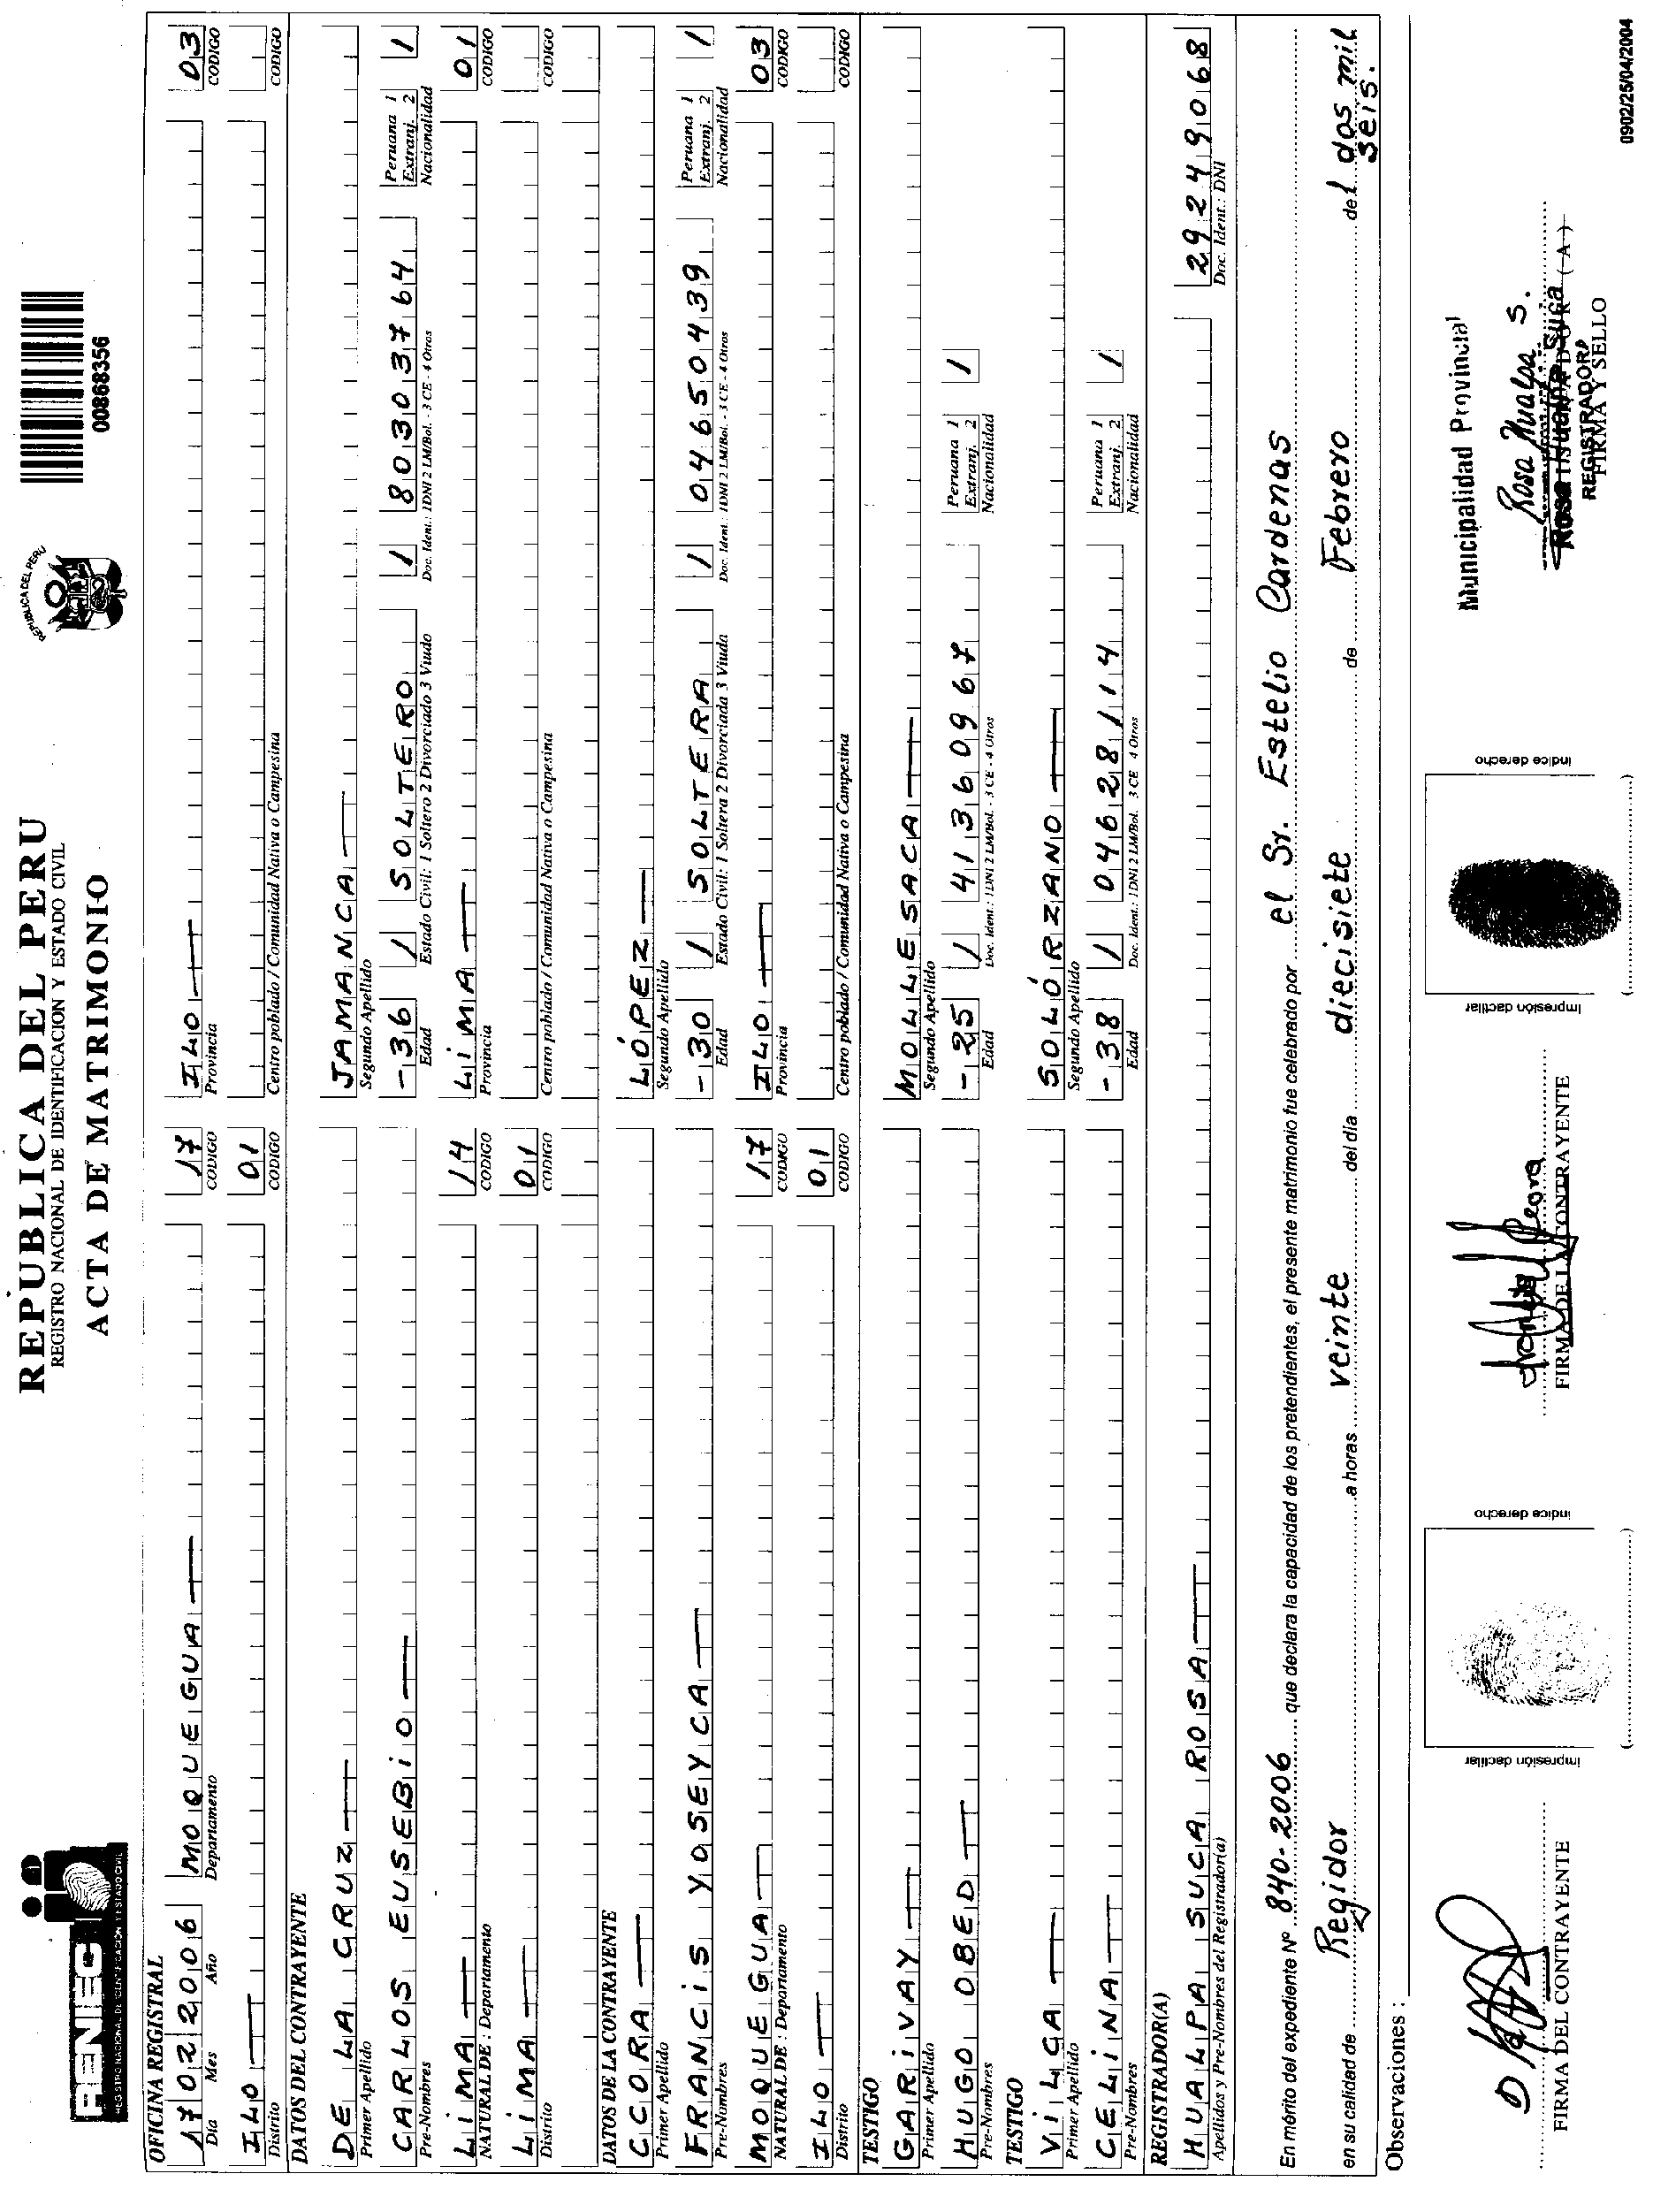 RENIEC
REGISTRO NACIONAL DE IDENTIFICACION Y ESTADO CIVIL
REPUBLICA DEL PERU
REGISTRO NACIONAL DE IDENTIFICACION Y ESTADO CIVIL
ACTA DE MATRIMONIO
REPUBLICA DEL PERU
00868356
OFICINA REGISTRAL
17 02 2006 MOQUEGUA 17 ILO 03
Dia Mes Año Departamento CODIGO Provincia CODIGO
ILO 01
Distrito CODIGO Centro poblado / Comunidad Nativa o Campesina CODIGO
DATOS DEL CONTRAYENTE
DE LA CRUZ JAMANCA
Primer Apellido Segundo Apellido
CARLOS EUSEBIO -36 1 SOLTERO 1 80303764 Peruana 1 Extranj. 2 1
Pre-Nombres Edad Estado Civil: 1 Soltero 2 Divorciado 3 Viudo Doc. Ident.: 1DNI 2 LM/Bol. - 3 CE - 4 Otros Nacionalidad
LIMA 14 LIMA 01
NATURAL DE : Departamento CODIGO Provincia CODIGO
LIMA 01
Distrito CODIGO Centro poblado / Comunidad Nativa o Campesina CODIGO
DATOS DE LA CONTRAYENTE
CCORA LÓPEZ
Primer Apellido Segundo Apellido
FRANCIS YOSEYCA -30 1 SOLTERA 1 04650439 Peruana 1 Extranj. 2 1
Pre-Nombres Edad Estado Civil: 1 Soltera 2 Divorciada 3 Viuda Doc. Ident.: 1DNI 2 LM/Bol. - 3 CE - 4 Otros Nacionalidad
MOQUEGUA 17 ILO 03
NATURAL DE : Departamento CODIGO Provincia CODIGO
ILO 01
Distrito CODIGO Centro poblado / Comunidad Nativa o Campesina CODIGO
TESTIGO
GARIVAY MOLLESACA
Primer Apellido Segundo Apellido
HUGO OBED -25 1 41360967 Peruana 1 Extranj. 2 1
Pre-Nombres Edad Doc. Ident.: 1DNI 2 LM/Bol. - 3 CE - 4 Otros Nacionalidad
TESTIGO
VILCA SOLÓRZANO
Primer Apellido Segundo Apellido
CELINA -38 1 04628114 Peruana 1 Extranj. 2 1
Pre-Nombres Edad Doc. Ident.: 1DNI 2 LM/Bol. 3 CE 4 Otros Nacionalidad
REGISTRADOR(A)
HUALPA SUCA ROSA 29249068
Apellidos y Pre-Nombres del Registrador(a) Doc. Ident.: DNI
En mérito del expediente Nº 840-2006 que declara la capacidad de los pretendientes, el presente matrimonio fue celebrado por el Sr. Estelio Cardenas
en su calidad de Regidor a horas veinte del día diecisiete de Febrero del dos mil seis.
Observaciones :
FIRMA DEL CONTRAYENTE
Impresión dactilar
índice derecho
FIRMA DE LA CONTRAYENTE
Impresión dactilar
índice derecho
Municipalidad Provincial
Rosa Hualpa S.
Rosa Hualpa Suca
REGISTRADORA
FIRMA Y SELLO
0902/25/04/2004